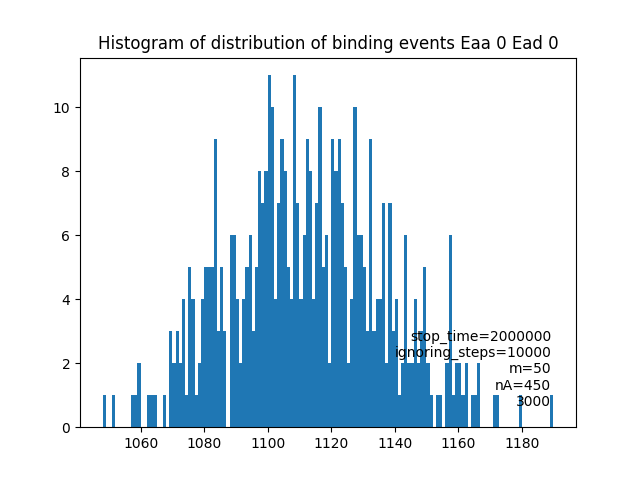 Histogram of distribution of binding events Eaa 0 Ead 0
10
8
6
4
2
0
stop_time=2000000
ignoring_steps=10000
m=50
nA=450
3000
1060 1080 1100 1120 1140 1160 1180